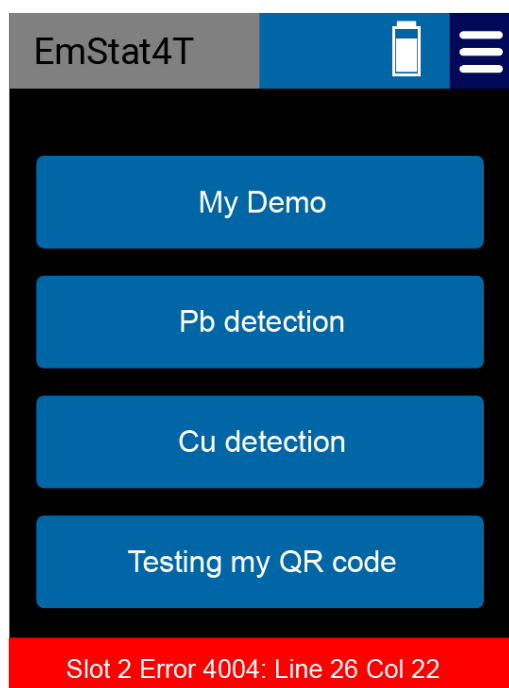 EmStat4T
My Demo
Pb detection
Cu detection
Testing my QR code
Slot 2 Error 4004: Line 26 Col 22